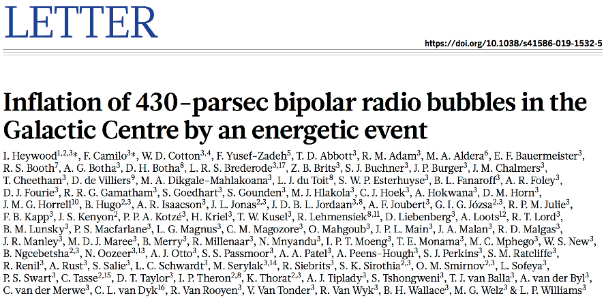 LETTER
https://doi.org/10.1038/s41586-019-1532-5
Inflation of 430-parsec bipolar radio bubbles in the
Galactic Centre by an energetic event
I. Heywood1,2,3*, F. Camilo3*, W. D. Cotton3,4, F. Yusef-Zadeh5, T. D. Abbott3, R. M. Adam3, M. A. Aldera6, E. F. Bauermeister3,
R. S. Booth7, A. G. Botha3, D. H. Botha8, L. R. S. Brederode3,17, Z. B. Brits3, S. J. Buchner3, J. P. Burger3, J. M. Chalmers3,
T. Cheetham3, D. de Villiers9, M. A. Dikgale-Mahlakoana3, L. J. du Toit8, S. W. P. Esterhuyse3, B. L. Fanaroff3, A. R. Foley3,
D. J. Fourie3, R. R. G. Gamatham3, S. Goedhart3, S. Gounden3, M. J. Hlakola3, C. J. Hoek3, A. Hokwana3, D. M. Horn3,
J. M. G. Horrell10, B. Hugo2,3, A. R. Isaacson3, J. L. Jonas2,3, J. D. B. L. Jordaan3,8, A. F. Joubert3, G. I. G. Józsa2,3, R. P. M. Julie3,
F. B. Kapp3, J. S. Kenyon2, P. P. A. Kotzé3, H. Kriel3, T. W. Kusel3, R. Lehmensiek8,11, D. Liebenberg3, A. Loots12, R. T. Lord3,
B. M. Lunsky3, P. S. Macfarlane3, L. G. Magnus3, C. M. Magozore3, O. Mahgoub3, J. P. L. Main3, J. A. Malan3, R. D. Malgas3,
J. R. Manley3, M. D. J. Maree3, B. Merry3, R. Millenaar3, N. Mnyandu3, I. P. T. Moeng3, T. E. Monama3, M. C. Mphego3, W. S. New3,
B. Ngcebetsha2,3, N. Oozeer3,13, A. J. Otto3, S. S. Passmoor3, A. A. Patel3, A. Peens-Hough3, S. J. Perkins3, S. M. Ratcliffe3,
R. Renil3, A. Rust3, S. Salie3, L. C. Schwardt3, M. Serylak3,14, R. Siebrits3, S. K. Sirothia2,3, O. M. Smirnov2,3, L. Sofeya3,
P. S. Swart3, C. Tasse2,15, D. T. Taylor3, I. P. Theron2,8, K. Thorat2,3, A. J. Tiplady3, S. Tshongweni3, T. J. van Balla3, A. van der Byl3,
C. van der Merwe3, C. L. van Dyk16, R. Van Rooyen3, V. Van Tonder3, R. Van Wyk3, B. H. Wallace3, M. G. Welz3 & L. P. Williams3